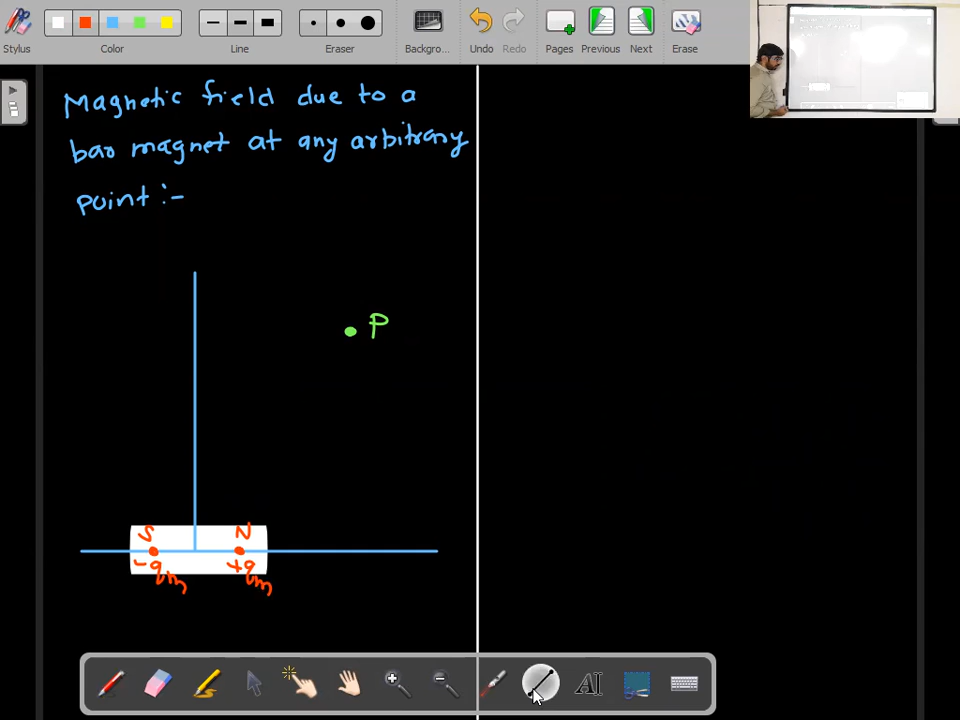 Stylus
Color
Line
Eraser
Backgro...
Undo
Redo
Pages
Previous
Next
Erase
Magnetic field due to a
bar magnet at any arbitrary
point :-
P
S
N
-qm
+qm
AI